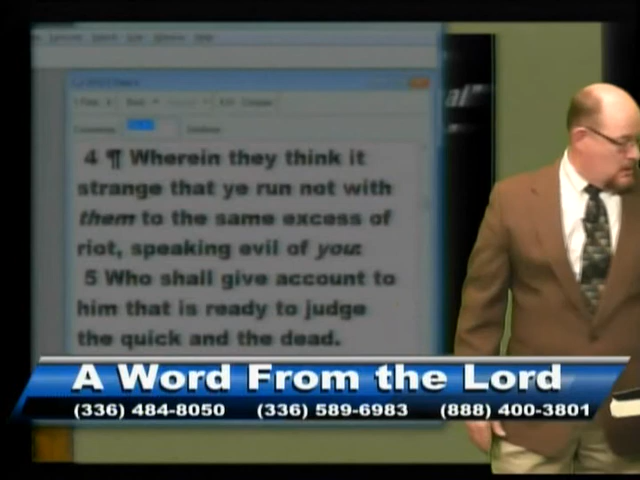 4 ¶ Wherein they think it
strange that ye run not with
them to the same excess of
riot, speaking evil of you:
5 Who shall give account to
him that is ready to judge
the quick and the dead.
A Word From the Lord
(336) 484-8050 (336) 589-6983 (888) 400-3801